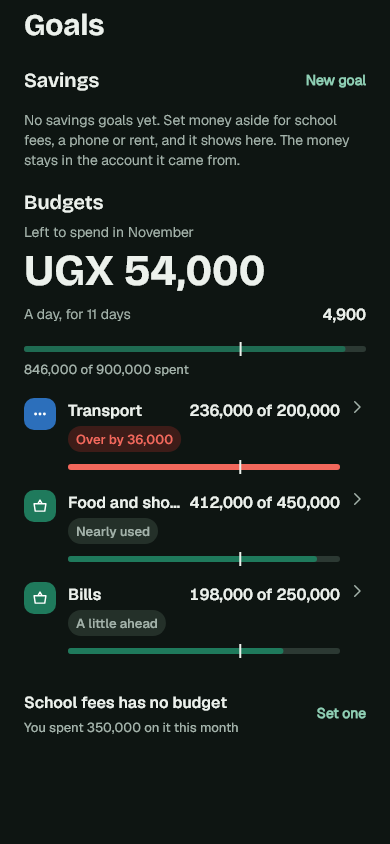 Goals
Savings
New goal
No savings goals yet. Set money aside for school
fees, a phone or rent, and it shows here. The money
stays in the account it came from.
Budgets
Left to spend in November
UGX 54,000
A day, for 11 days
4,900
846,000 of 900,000 spent
Transport
236,000 of 200,000
Over by 36,000
Food and sho...
412,000 of 450,000
Nearly used
Bills
198,000 of 250,000
A little ahead
School fees has no budget
Set one
You spent 350,000 on it this month